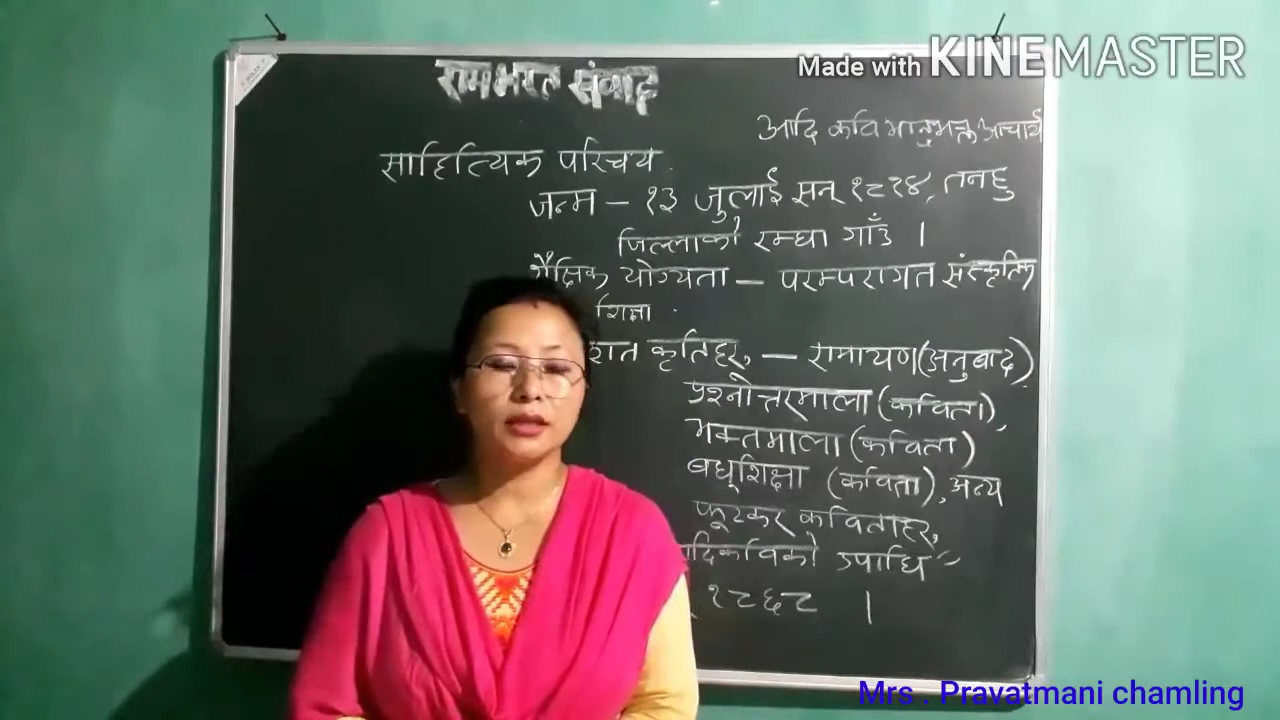 Made with KINEMASTER
राम भरत संवाद
आदि कवि भानुभक्त आचार्य
साहित्यिक परिचय
जन्म – १३ जुलाई सन् १८१४, तनहु
जिल्लाको रम्घा गाँउ ।
शैक्षिक योग्यता – परम्परागत संस्कृतिक
शिक्षा .
कृतिहरू – रामायण (अनुबाद)
प्रश्नोत्तरमाला (कविता),
भक्तमाला (कविता)
बधूशिक्षा (कविता), अन्य
फूटकर कविताहरू
आदिकविको उपाधि
१८६८ ।
Mrs . Pravatmani chamling